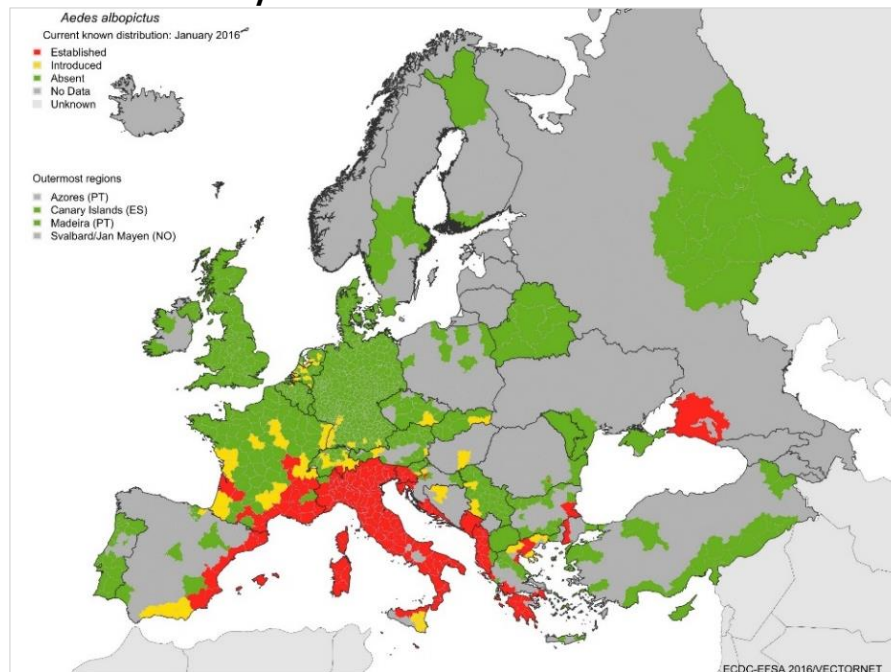 Aedes albopictus
Current known distribution: January 2016
Established
Introduced
Absent
No Data
Unknown
Outermost regions
Azores (PT)
Canary Islands (ES)
Madeira (PT)
Svalbard/Jan Mayen (NO)
ECDC-EFSA 2016/VECTORNET